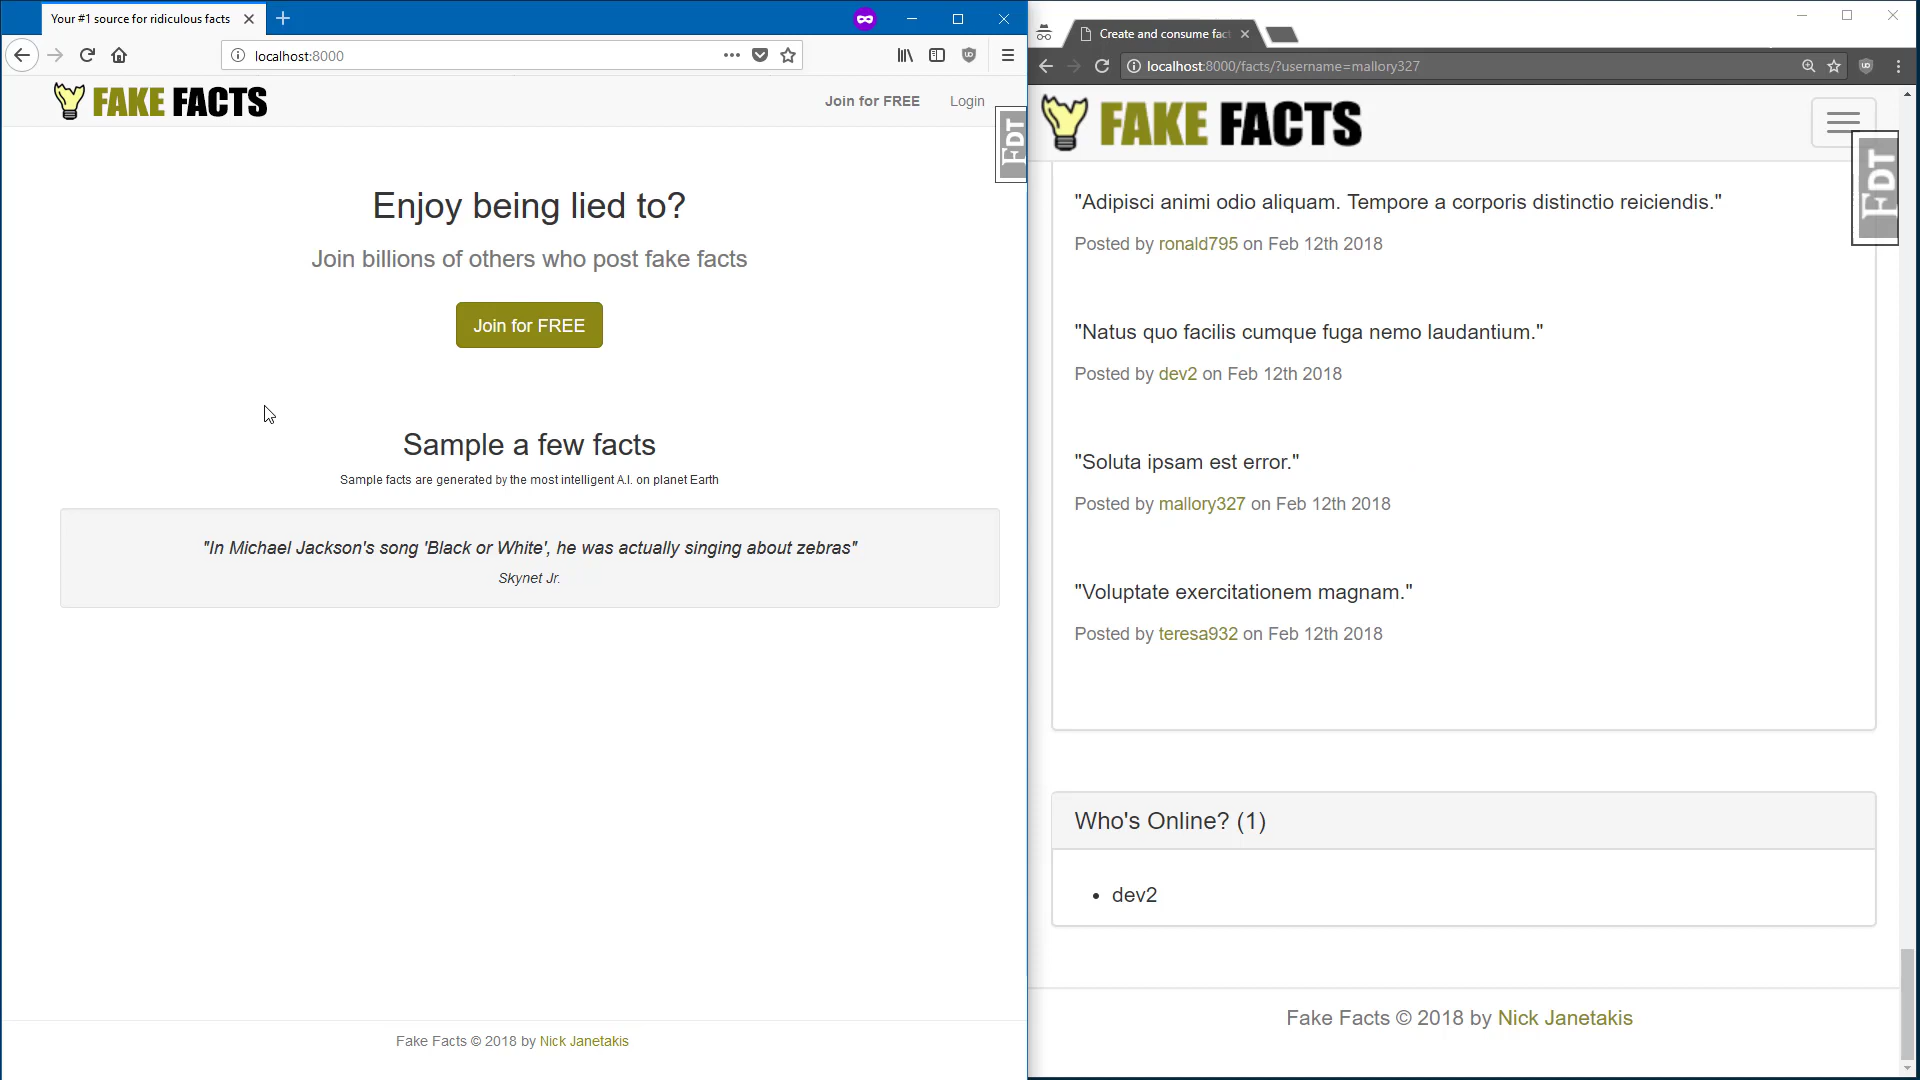 Your #1 source for ridiculous facts
localhost:8000
FAKE FACTS
Join for FREE
Login
FDT
Enjoy being lied to?
Join billions of others who post fake facts
Join for FREE
Sample a few facts
Sample facts are generated by the most intelligent A.I. on planet Earth
"In Michael Jackson's song 'Black or White', he was actually singing about zebras"
Skynet Jr.
Fake Facts © 2018 by Nick Janetakis
Create and consume fac
localhost:8000/facts/?username=mallory327
FAKE FACTS
FDT
"Adipisci animi odio aliquam. Tempore a corporis distinctio reiciendis."
Posted by ronald795 on Feb 12th 2018
"Natus quo facilis cumque fuga nemo laudantium."
Posted by dev2 on Feb 12th 2018
"Soluta ipsam est error."
Posted by mallory327 on Feb 12th 2018
"Voluptate exercitationem magnam."
Posted by teresa932 on Feb 12th 2018
Who's Online? (1)
• dev2
Fake Facts © 2018 by Nick Janetakis